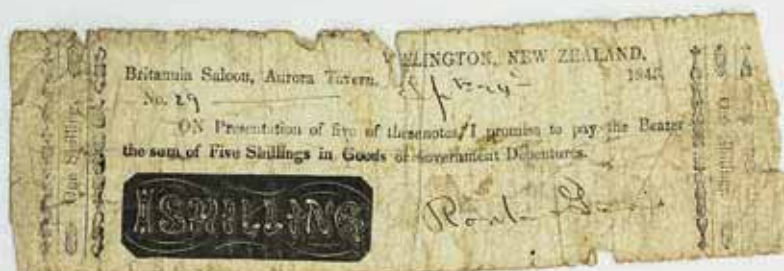 WELLINGTON, NEW ZEALAND,
Britannia Saloon, Aurora Tavern. 1845
No. 29
ON Presentation of five of these notes, I promise to pay the Bearer
the sum of Five Shillings in Goods or Government Debentures.
1 SHILLING
One Shilling.
One Shilling